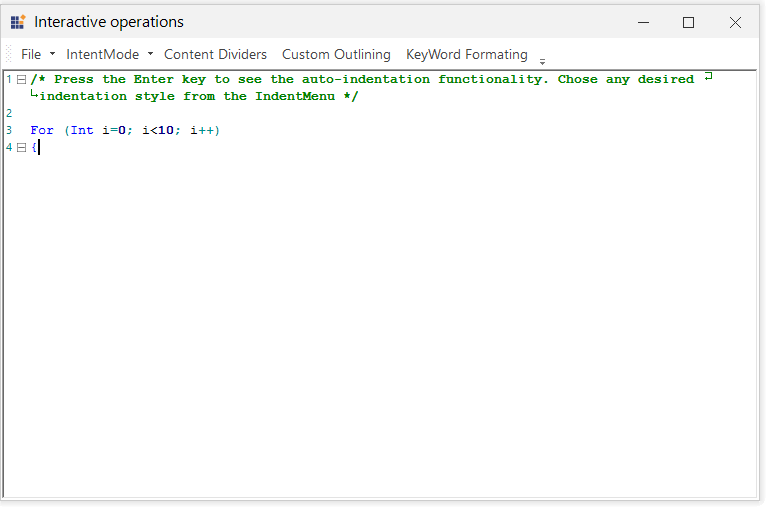 Interactive operations
File IntentMode Content Dividers Custom Outlining KeyWord Formating
1 /* Press the Enter key to see the auto-indentation functionality. Chose any desired
indentation style from the IndentMenu */
2
3 For (Int i=0; i<10; i++)
4 {